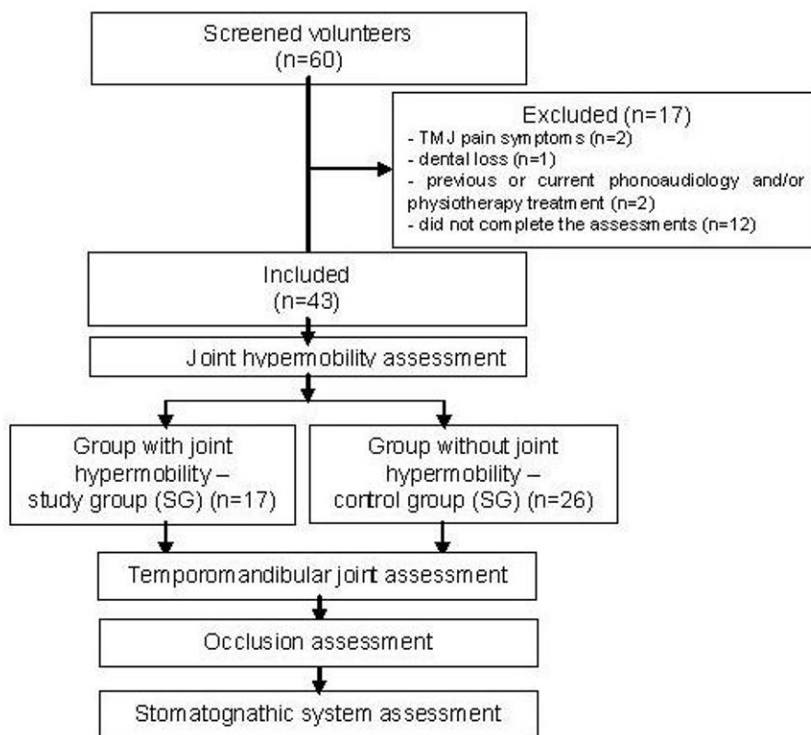 Screened volunteers
(n=60)
Excluded (n=17)
- TMJ pain symptoms (n=2)
- dental loss (n=1)
- previous or current phonoaudiology and/or
physiotherapy treatment (n=2)
- did not complete the assessments (n=12)
Included
(n=43)
Joint hypermobility assessment
Group with joint
hypermobility –
study group (SG) (n=17)
Group without joint
hypermobility –
control group (SG) (n=26)
Temporomandibular joint assessment
Occlusion assessment
Stomatognathic system assessment